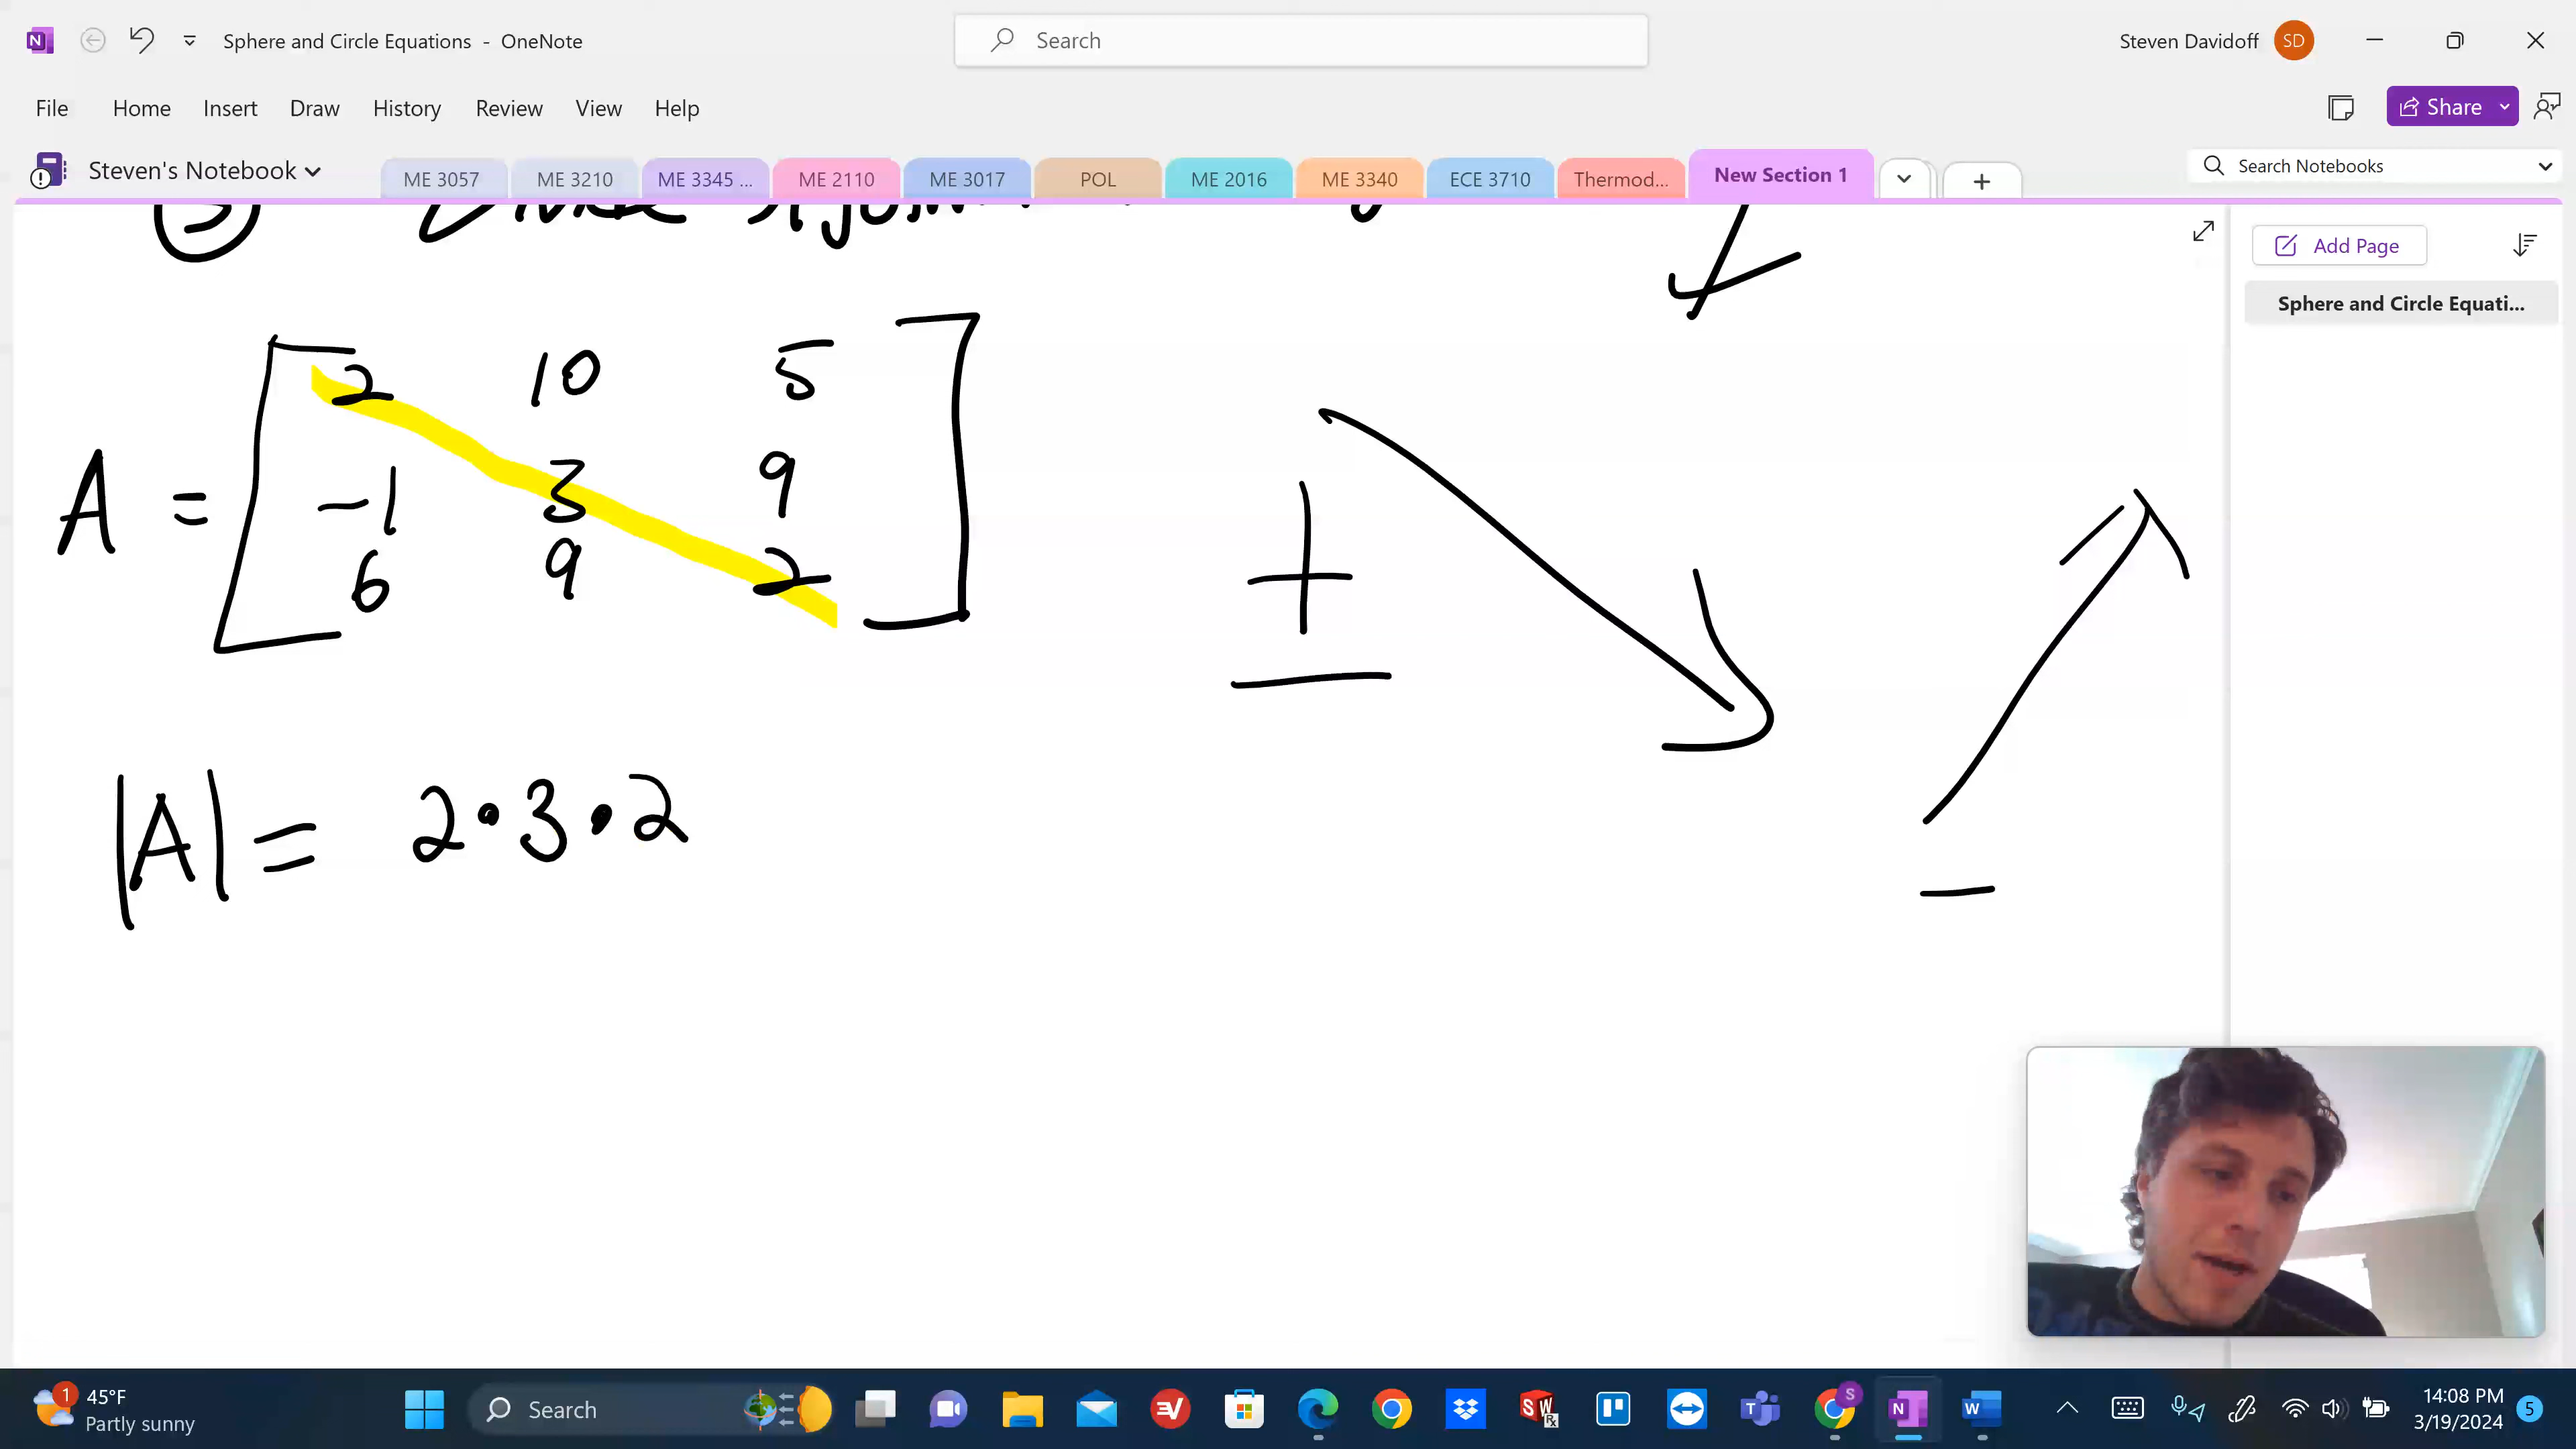 Sphere and Circle Equations - OneNote
Search
Steven Davidoff
SD
File Home Insert Draw History Review View Help
Share
Steven's Notebook
ME 3057
ME 3210
ME 3345 ...
ME 2110
ME 3017
POL
ME 2016
ME 3340
ECE 3710
Thermod...
New Section 1
Search Notebooks
Add Page
Sphere and Circle Equati...
2 10 5
A = -1 3 9
6 9 2
+
|A| = 2·3·2
−
1
45°F
Partly sunny
Search
14:08 PM
3/19/2024
5